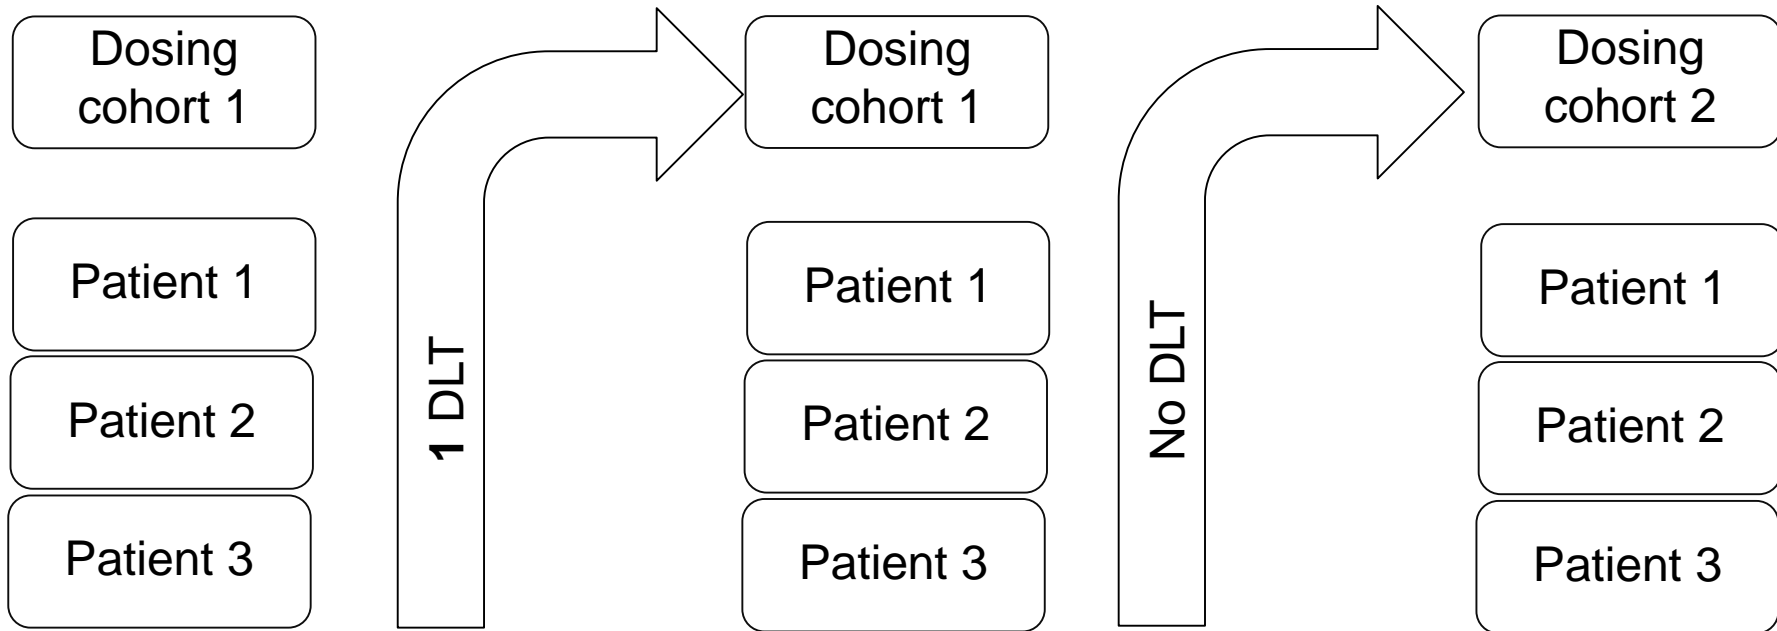 Dosing
cohort 1
Patient 1
Patient 2
Patient 3
1 DLT
Dosing
cohort 1
Patient 1
Patient 2
Patient 3
No DLT
Dosing
cohort 2
Patient 1
Patient 2
Patient 3